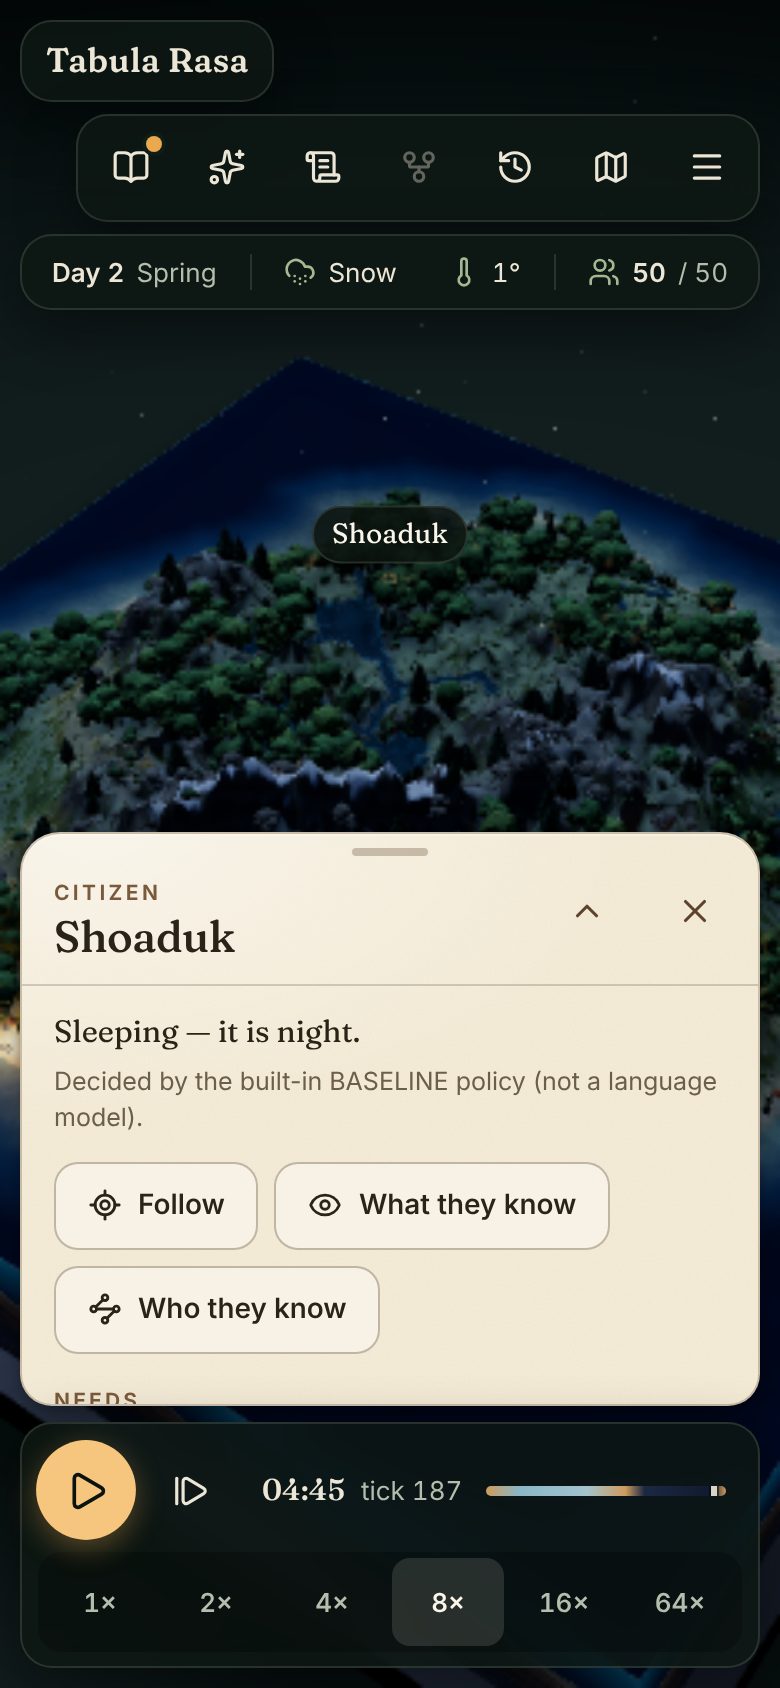 Tabula Rasa
Day 2 Spring Snow 1° 50 / 50
Shoaduk
CITIZEN
Shoaduk
Sleeping — it is night.
Decided by the built-in BASELINE policy (not a language
model).
Follow What they know
Who they know
NEEDS
04:45 tick 187
1× 2× 4× 8× 16× 64×